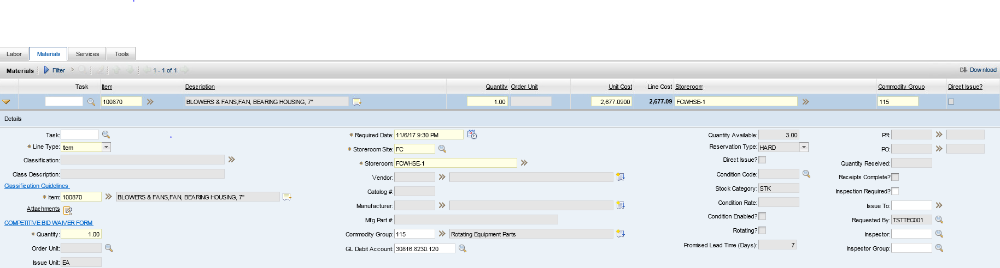 Labor Materials Services Tools
Materials Filter 1 - 1 of 1 Download
Task Item Description Quantity Order Unit Unit Cost Line Cost Storeroom Commodity Group Direct Issue?
100870 BLOWERS & FANS,FAN, BEARING HOUSING, 7" 1.00 2,677.0900 2,677.09 FCWHSE-1 115
Details
Task: Required Date: 11/6/17 9:30 PM Quantity Available: 3.00 PR:
Line Type: Item Storeroom Site: FC Reservation Type: HARD PO:
Classification: Storeroom: FCWHSE-1 Direct Issue? Quantity Received:
Class Description: Vendor: Condition Code: Receipts Complete?
Classification Guidelines Catalog #: Stock Category: STK Inspection Required?
Item: 100870 BLOWERS & FANS,FAN, BEARING HOUSING, 7"
Attachments Manufacturer: Condition Rate: Issue To:
COMPETITIVE BID WAIVER FORM Mfg Part #: Condition Enabled? Requested By: TSTTEC001
Quantity: 1.00 Commodity Group: 115 Rotating Equipment Parts Rotating? Inspector:
Order Unit: GL Debit Account: 30816.8230.120 Promised Lead Time (Days): 7 Inspector Group:
Issue Unit: EA